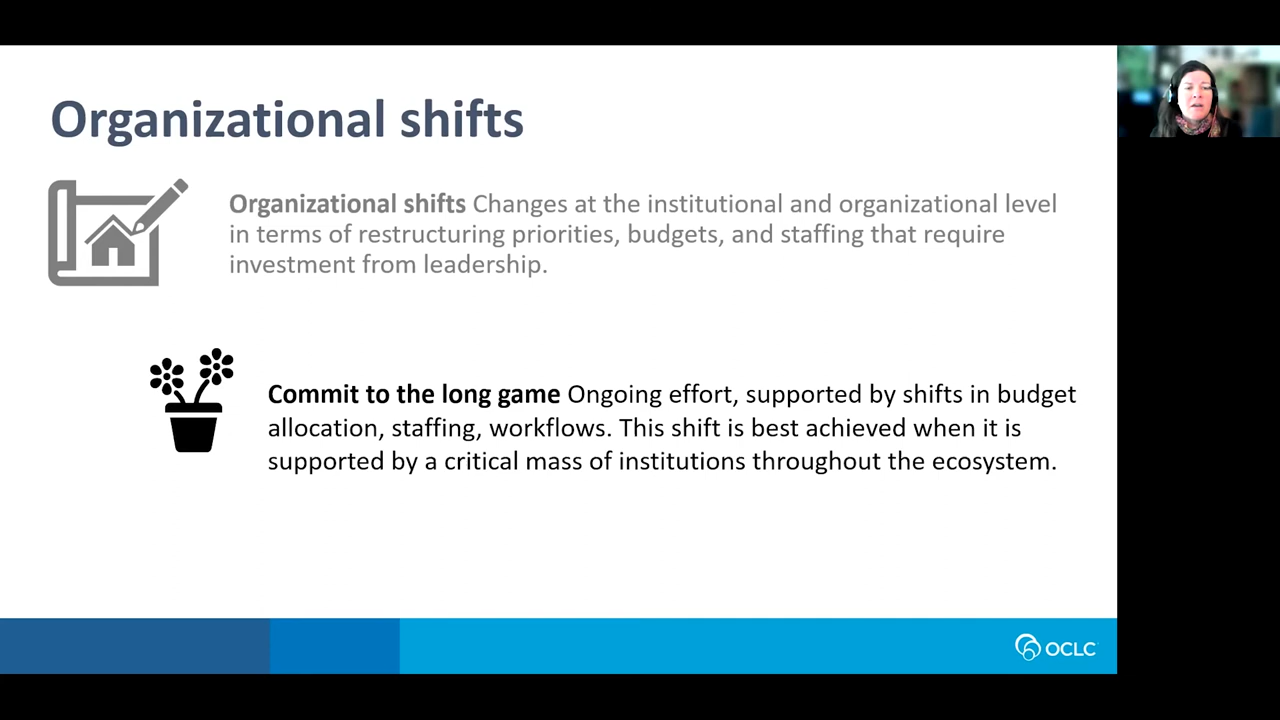 Organizational shifts
Organizational shifts Changes at the institutional and organizational level
in terms of restructuring priorities, budgets, and staffing that require
investment from leadership.
Commit to the long game Ongoing effort, supported by shifts in budget
allocation, staffing, workflows. This shift is best achieved when it is
supported by a critical mass of institutions throughout the ecosystem.
OCLC